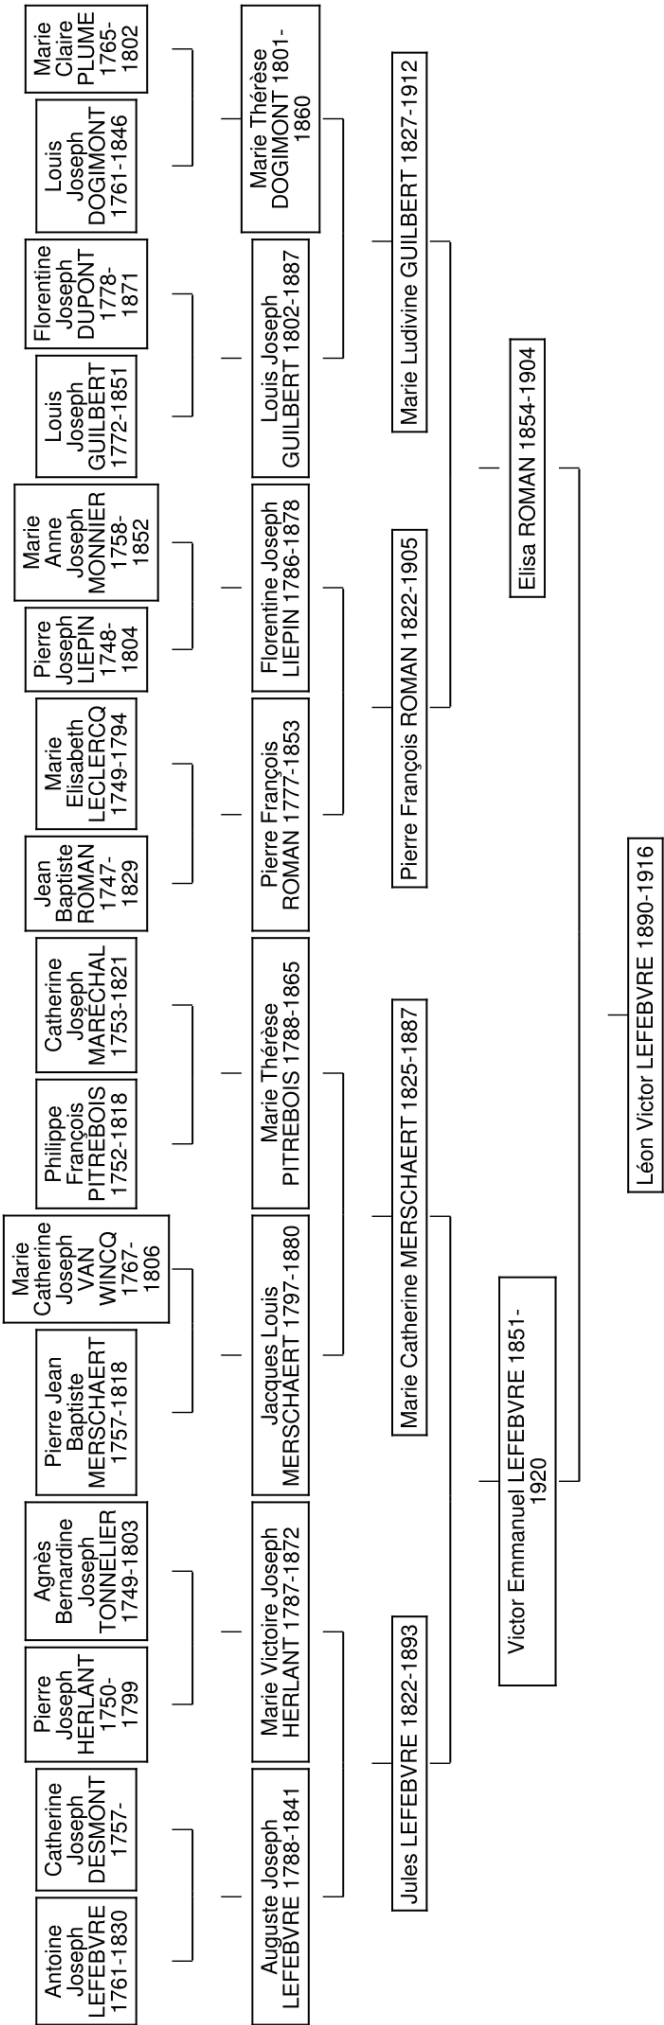 Antoine
Joseph
LEFEBVRE
1761-1830
Catherine
Joseph
DESMONT
1757-
Pierre
Joseph
HERLANT
1750-
1799
Agnès
Bernardine
Joseph
TONNELIER
1749-1803
Pierre Jean
Baptiste
MERSCHAERT
1757-1818
Marie
Catherine
Joseph
VAN
WINCQ
1767-
1806
Philippe
François
PITREBOIS
1752-1818
Catherine
Joseph
MARÉCHAL
1753-1821
Jean
Baptiste
ROMAN
1747-
1829
Marie
Elisabeth
LECLERCQ
1749-1794
Pierre
Joseph
LIEPIN
1748-
1804
Marie
Anne
Joseph
MONNIER
1758-
1852
Louis
Joseph
GUILBERT
1772-1851
Florentine
Joseph
DUPONT
1778-
1871
Louis
Joseph
DOGIMONT
1761-1846
Marie
Claire
PLUME
1765-
1802
Auguste Joseph
LEFEBVRE 1788-1841
Marie Victoire Joseph
HERLANT 1787-1872
Jacques Louis
MERSCHAERT 1797-1880
Marie Thérèse
PITREBOIS 1788-1865
Pierre François
ROMAN 1777-1853
Florentine Joseph
LIEPIN 1786-1878
Louis Joseph
GUILBERT 1802-1887
Marie Thérèse
DOGIMONT 1801-
1860
Jules LEFEBVRE 1822-1893
Marie Catherine MERSCHAERT 1825-1887
Pierre François ROMAN 1822-1905
Marie Ludivine GUILBERT 1827-1912
Victor Emmanuel LEFEBVRE 1851-
1920
Elisa ROMAN 1854-1904
Léon Victor LEFEBVRE 1890-1916